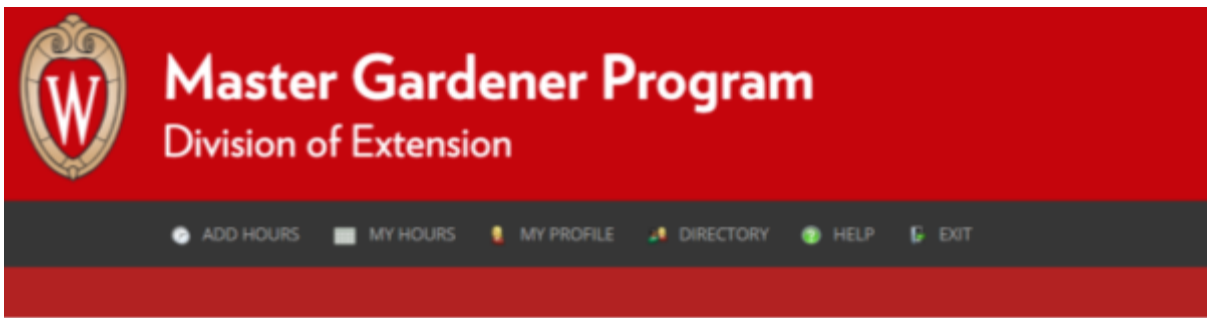 W
Master Gardener Program
Division of Extension
ADD HOURS MY HOURS MY PROFILE DIRECTORY ? HELP EXIT